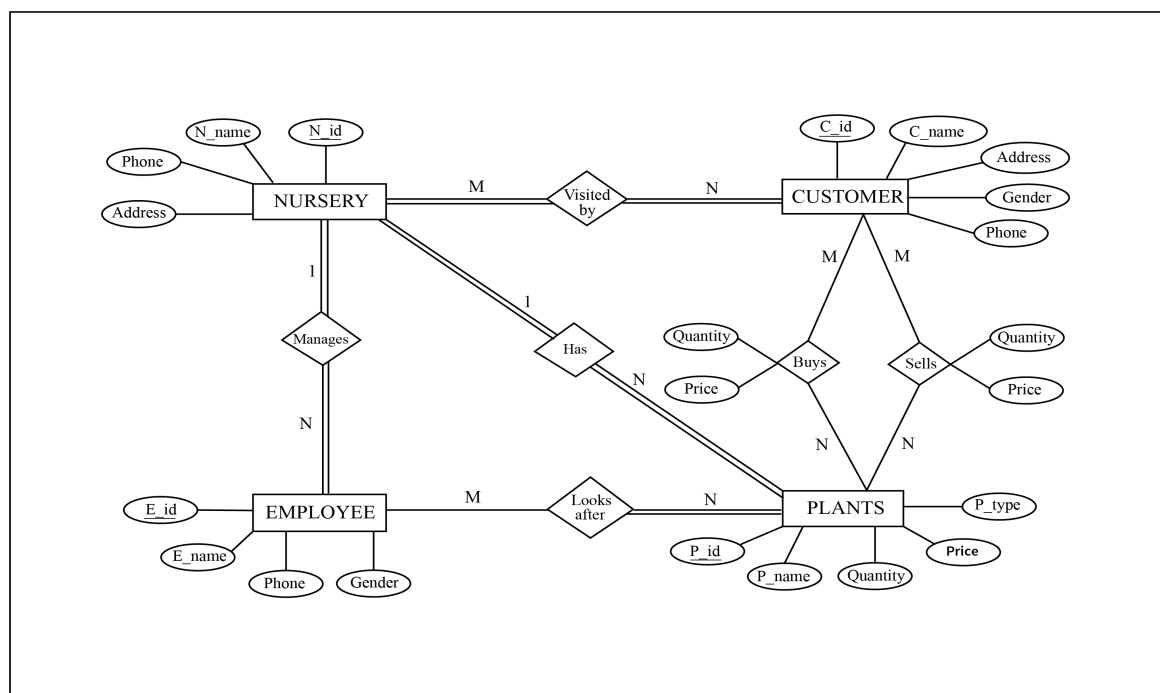 N_name
N_id
C_id
C_name
Phone
Address
NURSERY
M
Visited
by
N
CUSTOMER
Address
Gender
Phone
1
M
M
Manages
1
Has
Quantity
Buys
Price
Sells
Quantity
Price
N
N
N
N
E_id
EMPLOYEE
M
Looks
after
N
PLANTS
P_type
E_name
Phone
Gender
P_id
P_name
Quantity
Price